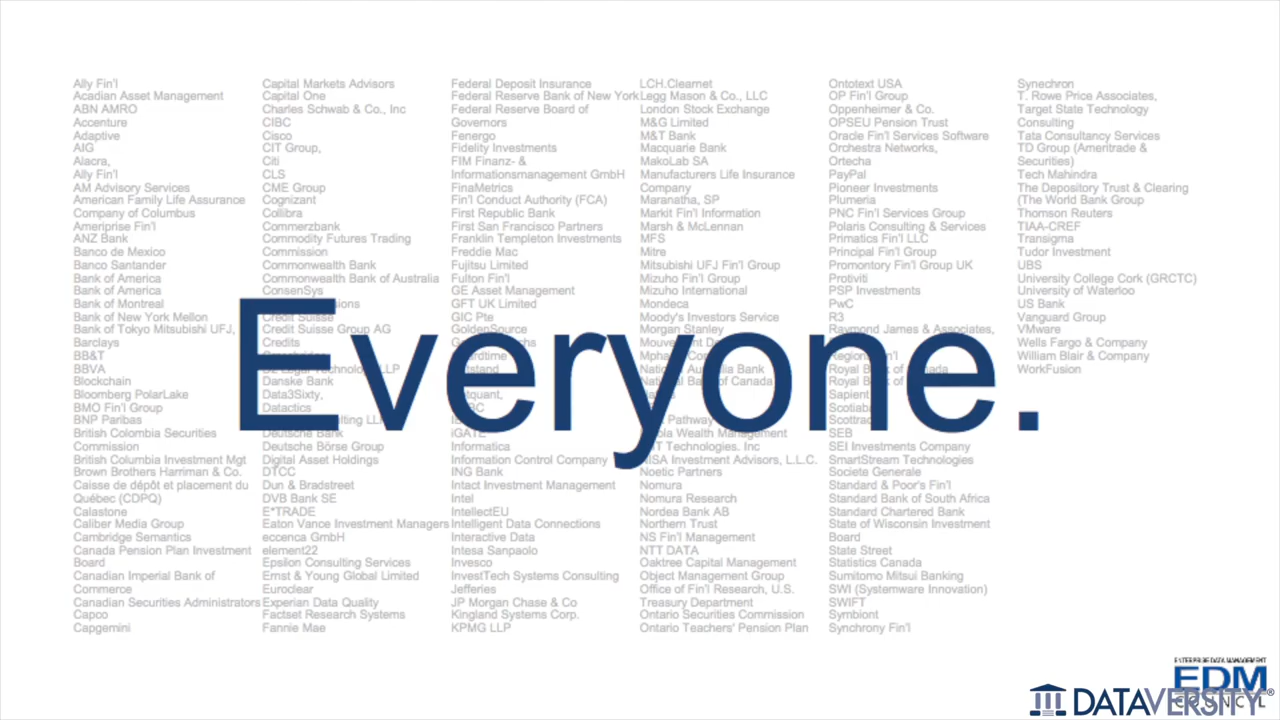 Ally Fin'l
Acadian Asset Management
ABN AMRO
Accenture
Adaptive
AIG
Alacra,
Ally Fin'l
AM Advisory Services
American Family Life Assurance
Company of Columbus
Ameriprise Fin'l
ANZ Bank
Banco de Mexico
Banco Santander
Bank of America
Bank of America
Bank of Montreal
Bank of New York Mellon
Bank of Tokyo Mitsubishi UFJ,
Barclays
BB&T
BBVA
Blockchain
Bloomberg PolarLake
BMO Fin'l Group
BNP Paribas
British Colombia Securities
Commission
British Columbia Investment Mgt
Brown Brothers Harriman & Co.
Caisse de dépôt et placement du
Québec (CDPQ)
Calastone
Caliber Media Group
Cambridge Semantics
Canada Pension Plan Investment
Board
Canadian Imperial Bank of
Commerce
Canadian Securities Administrators
Capco
Capgemini
Capital Markets Advisors
Capital One
Charles Schwab & Co., Inc
CIBC
Cisco
CIT Group,
Citi
CLS
CME Group
Cognizant
Collibra
Commerzbank
Commodity Futures Trading
Commission
Commonwealth Bank
Commonwealth Bank of Australia
ConsenSys
Credit Suisse
Credit Suisse Group AG
Credits
LLP
Danske Bank
Data3Sixty,
Datactics
Deutsche Bank
Deutsche Börse Group
Digital Asset Holdings
DTCC
Dun & Bradstreet
DVB Bank SE
E*TRADE
Eaton Vance Investment Managers
eccenca GmbH
element22
Epsilon Consulting Services
Ernst & Young Global Limited
Euroclear
Experian Data Quality
Factset Research Systems
Fannie Mae
Federal Deposit Insurance
Federal Reserve Bank of New York
Federal Reserve Board of
Governors
Fenergo
Fidelity Investments
FIM Finanz- &
Informationsmanagement GmbH
FinaMetrics
Fin'l Conduct Authority (FCA)
First Republic Bank
First San Francisco Partners
Franklin Templeton Investments
Freddie Mac
Fujitsu Limited
Fulton Fin'l
GE Asset Management
GFT UK Limited
GIC Pte
GoldenSource
iGATE
Informatica
Information Control Company
ING Bank
Intact Investment Management
Intel
IntellectEU
Intelligent Data Connections
Interactive Data
Intesa Sanpaolo
Invesco
InvestTech Systems Consulting
Jefferies
JP Morgan Chase & Co
Kingland Systems Corp.
KPMG LLP
LCH.Clearnet
Legg Mason & Co., LLC
London Stock Exchange
M&G Limited
M&T Bank
Macquarie Bank
MakoLab SA
Manufacturers Life Insurance
Company
Maranatha, SP
Markit Fin'l Information
Marsh & McLennan
MFS
Mitre
Mitsubishi UFJ Fin'l Group
Mizuho Fin'l Group
Mizuho International
Mondeca
Moody's Investors Service
Morgan Stanley
Bank
of Canada
Pathway
Wealth Management
Technologies. Inc
Investment Advisors, L.L.C.
Noetic Partners
Nomura
Nomura Research
Nordea Bank AB
Northern Trust
NS Fin'l Management
NTT DATA
Oaktree Capital Management
Object Management Group
Office of Fin'l Research, U.S.
Treasury Department
Ontario Securities Commission
Ontario Teachers' Pension Plan
Ontotext USA
OP Fin'l Group
Oppenheimer & Co.
OPSEU Pension Trust
Oracle Fin'l Services Software
Orchestra Networks,
Ortecha
PayPal
Pioneer Investments
Plumeria
PNC Fin'l Services Group
Polaris Consulting & Services
Primatics Fin'l LLC
Principal Fin'l Group
Promontory Fin'l Group UK
Protiviti
PSP Investments
PwC
R3
Raymond James & Associates,
Royal
Royal
Sapient
SEB
SEI Investments Company
SmartStream Technologies
Societe Generale
Standard & Poor's Fin'l
Standard Bank of South Africa
Standard Chartered Bank
State of Wisconsin Investment
Board
State Street
Statistics Canada
Sumitomo Mitsui Banking
SWI (Systemware Innovation)
SWIFT
Symbiont
Synchrony Fin'l
Synechron
T. Rowe Price Associates,
Target State Technology
Consulting
Tata Consultancy Services
TD Group (Ameritrade &
Securities)
Tech Mahindra
The Depository Trust & Clearing
(The World Bank Group
Thomson Reuters
TIAA-CREF
Transigma
Tudor Investment
UBS
University College Cork (GRCTC)
University of Waterloo
US Bank
Vanguard Group
VMware
Wells Fargo & Company
William Blair & Company
WorkFusion
Everyone.
ENTERPRISE DATA MANAGEMENT
EDM
COUNCIL
DATAVERSITY